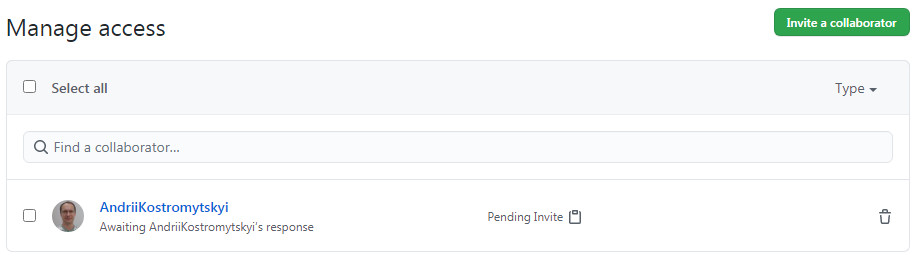 Manage access
Invite a collaborator
Select all
Type
Find a collaborator...
AndriiKostromytskyi
Awaiting AndriiKostromytskyi's response
Pending Invite